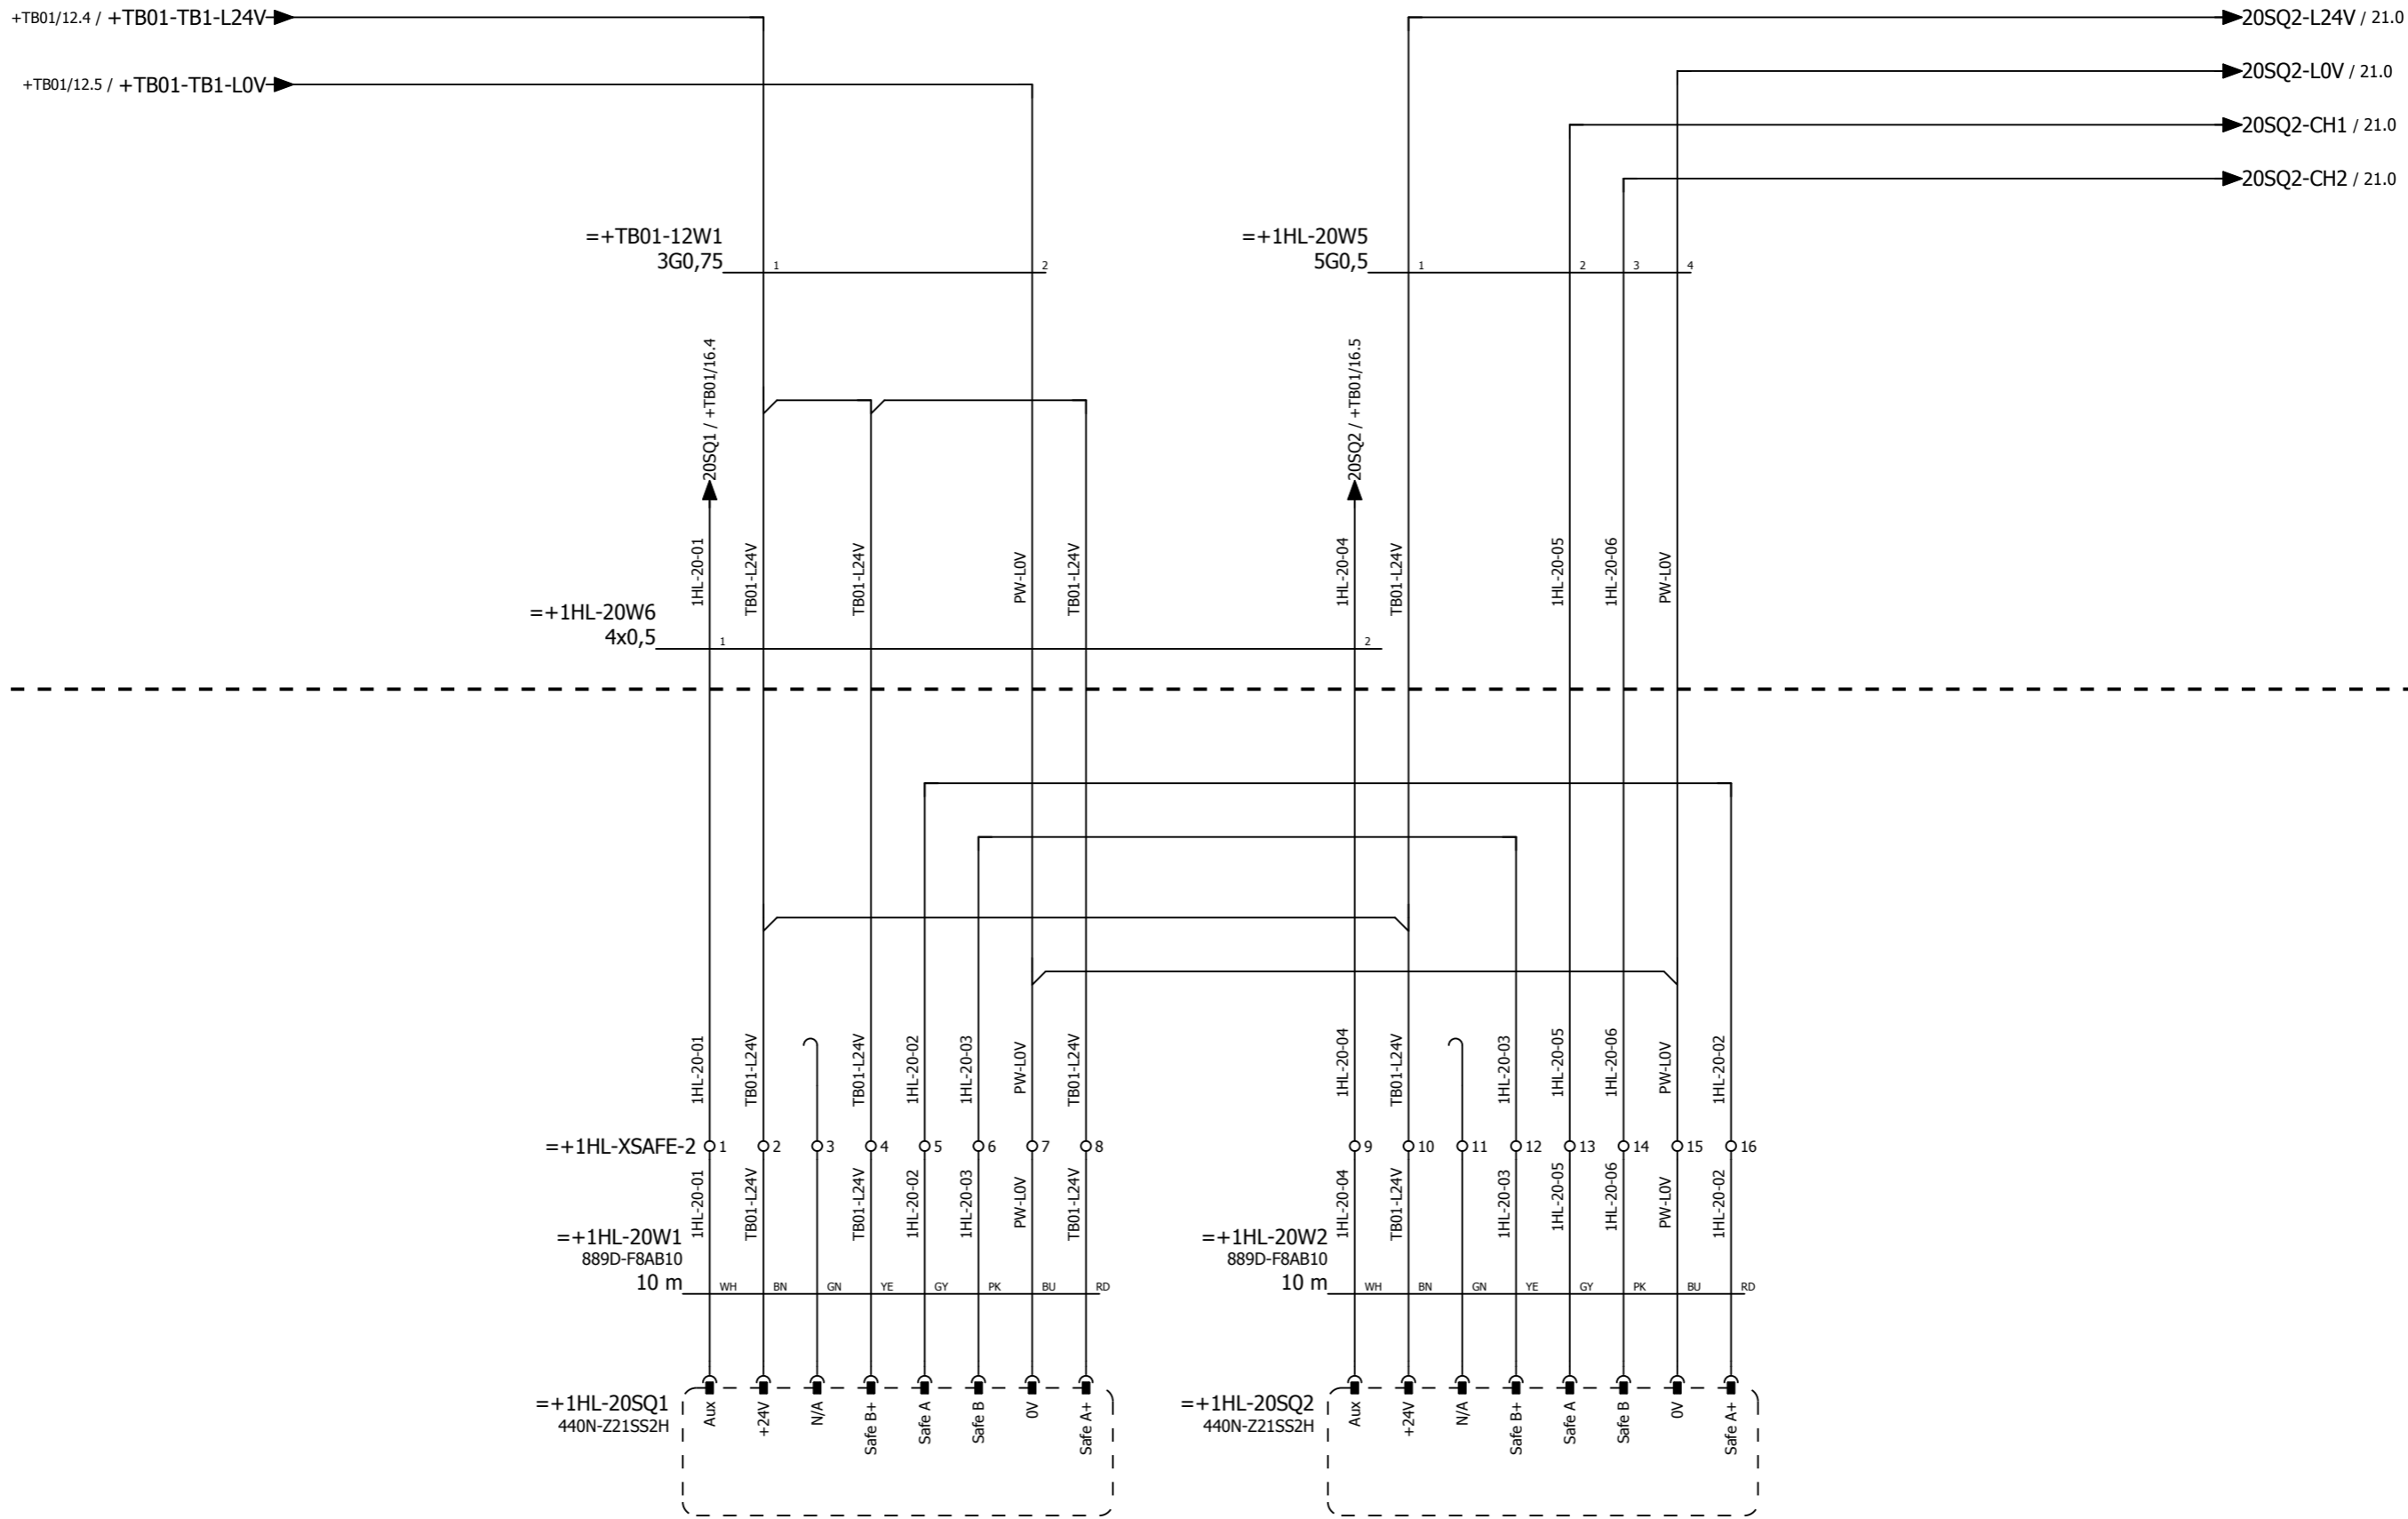 +TB01/12.4 / +TB01-TB1-L24V
20SQ2-L24V / 21.0
+TB01/12.5 / +TB01-TB1-L0V
20SQ2-L0V / 21.0
20SQ2-CH1 / 21.0
20SQ2-CH2 / 21.0
=+TB01-12W1
3G0,75
1
2
=+1HL-20W5
5G0,5
1
2
3
4
20SQ1 / +TB01/16.4
20SQ2 / +TB01/16.5
1HL-20-01
TB01-L24V
TB01-L24V
PW-L0V
TB01-L24V
1HL-20-04
TB01-L24V
1HL-20-05
1HL-20-06
PW-L0V
=+1HL-20W6
4x0,5
1
2
1HL-20-01
TB01-L24V
TB01-L24V
1HL-20-02
1HL-20-03
PW-L0V
TB01-L24V
1HL-20-04
TB01-L24V
1HL-20-03
1HL-20-05
1HL-20-06
PW-L0V
1HL-20-02
=+1HL-XSAFE-2
1
2
3
4
5
6
7
8
9
10
11
12
13
14
15
16
1HL-20-01
TB01-L24V
TB01-L24V
1HL-20-02
1HL-20-03
PW-L0V
TB01-L24V
1HL-20-04
TB01-L24V
1HL-20-03
1HL-20-05
1HL-20-06
PW-L0V
1HL-20-02
=+1HL-20W1
889D-F8AB10
10 m
WH
BN
GN
YE
GY
PK
BU
RD
=+1HL-20W2
889D-F8AB10
10 m
WH
BN
GN
YE
GY
PK
BU
RD
=+1HL-20SQ1
440N-Z21SS2H
Aux
+24V
N/A
Safe B+
Safe A
Safe B
0V
Safe A+
=+1HL-20SQ2
440N-Z21SS2H
Aux
+24V
N/A
Safe B+
Safe A
Safe B
0V
Safe A+